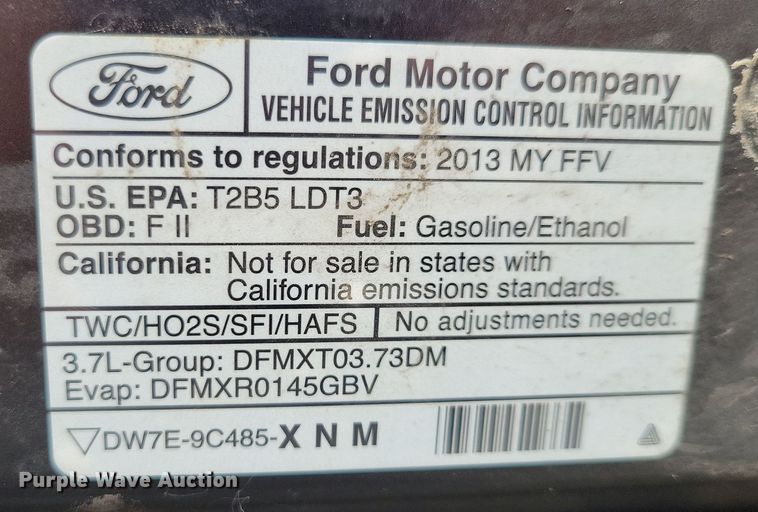 Ford
Ford Motor Company
VEHICLE EMISSION CONTROL INFORMATION
Conforms to regulations: 2013 MY FFV
U.S. EPA: T2B5 LDT3
OBD: F II Fuel: Gasoline/Ethanol
California: Not for sale in states with
California emissions standards.
TWC/HO2S/SFI/HAFS No adjustments needed.
3.7L-Group: DFMXT03.73DM
Evap: DFMXR0145GBV
▽DW7E-9C485-X N M
Purple Wave Auction